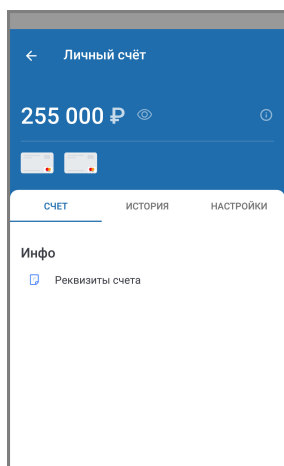 Личный счёт
255 000 ₽
СЧЕТ ИСТОРИЯ НАСТРОЙКИ
Инфо
Реквизиты счета